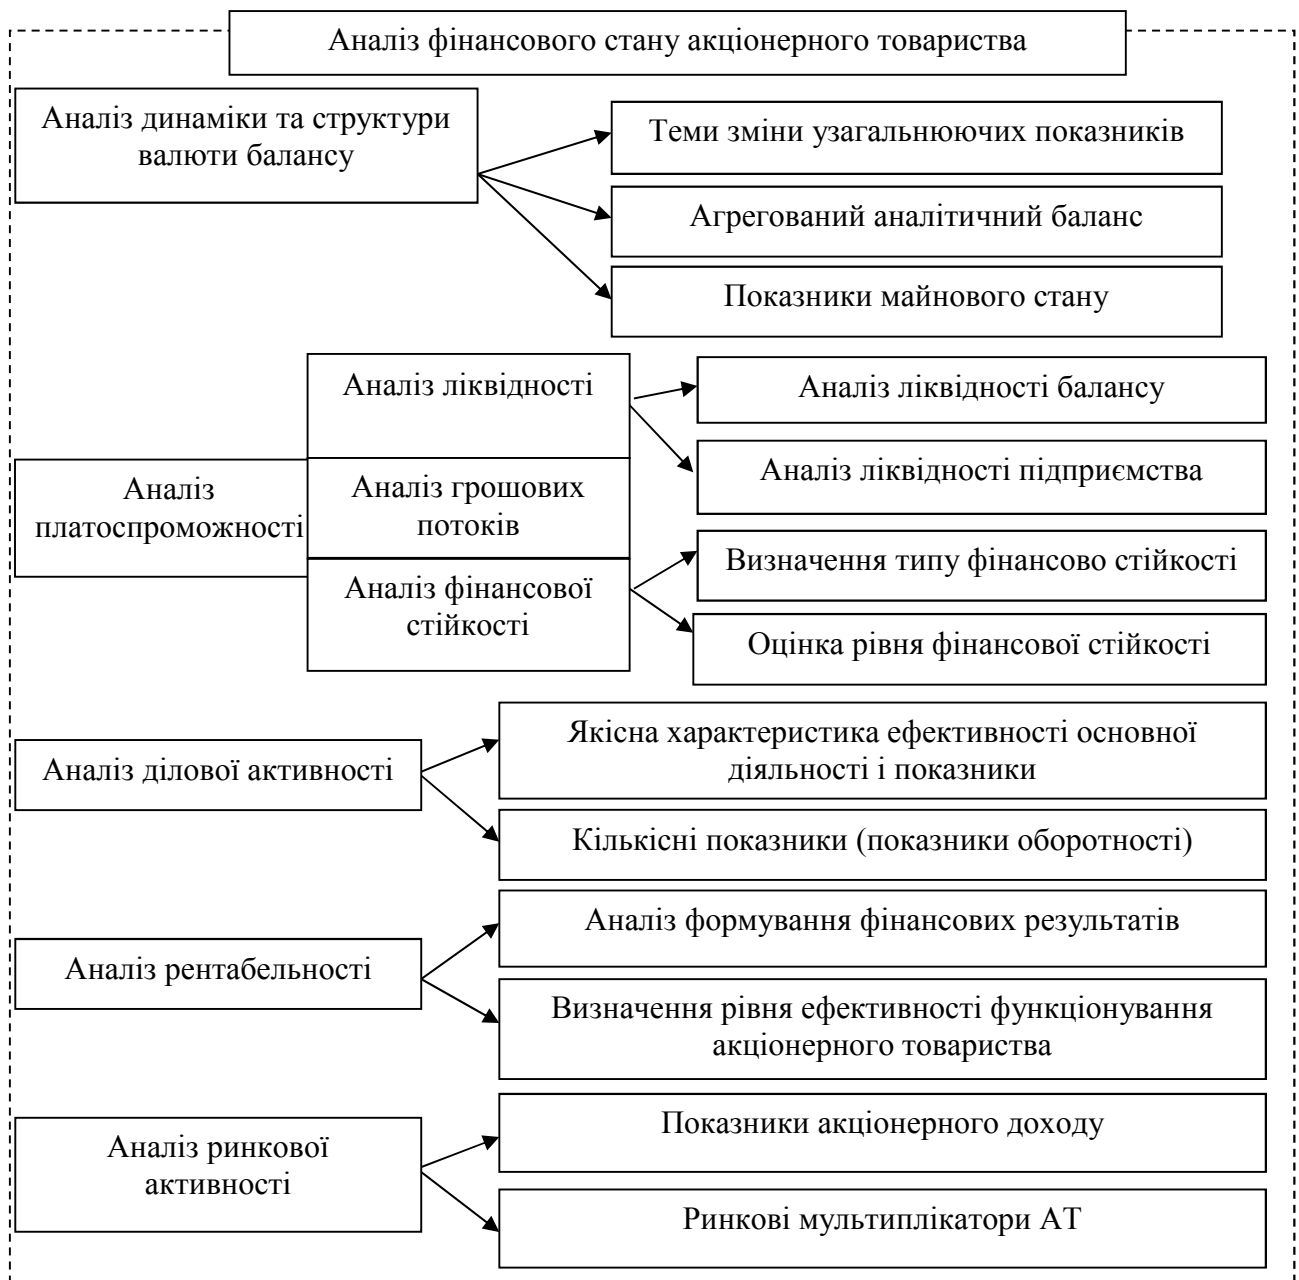 Аналіз фінансового стану акціонерного товариства
Аналіз динаміки та структури
валюти балансу
Теми зміни узагальнюючих показників
Агрегований аналітичний баланс
Показники майнового стану
Аналіз
платоспроможності
Аналіз ліквідності
Аналіз ліквідності балансу
Аналіз ліквідності підприємства
Аналіз грошових
потоків
Аналіз фінансової
стійкості
Визначення типу фінансово стійкості
Оцінка рівня фінансової стійкості
Аналіз ділової активності
Якісна характеристика ефективності основної
діяльності і показники
Кількісні показники (показники оборотності)
Аналіз рентабельності
Аналіз формування фінансових результатів
Визначення рівня ефективності функціонування
акціонерного товариства
Аналіз ринкової
активності
Показники акціонерного доходу
Ринкові мультиплікатори АТ